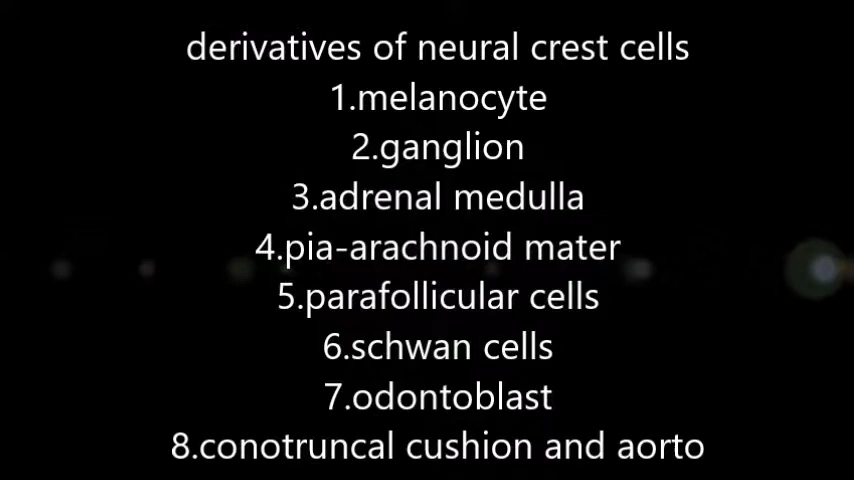 derivatives of neural crest cells
1.melanocyte
2.ganglion
3.adrenal medulla
4.pia-arachnoid mater
5.parafollicular cells
6.schwan cells
7.odontoblast
8.conotruncal cushion and aorto